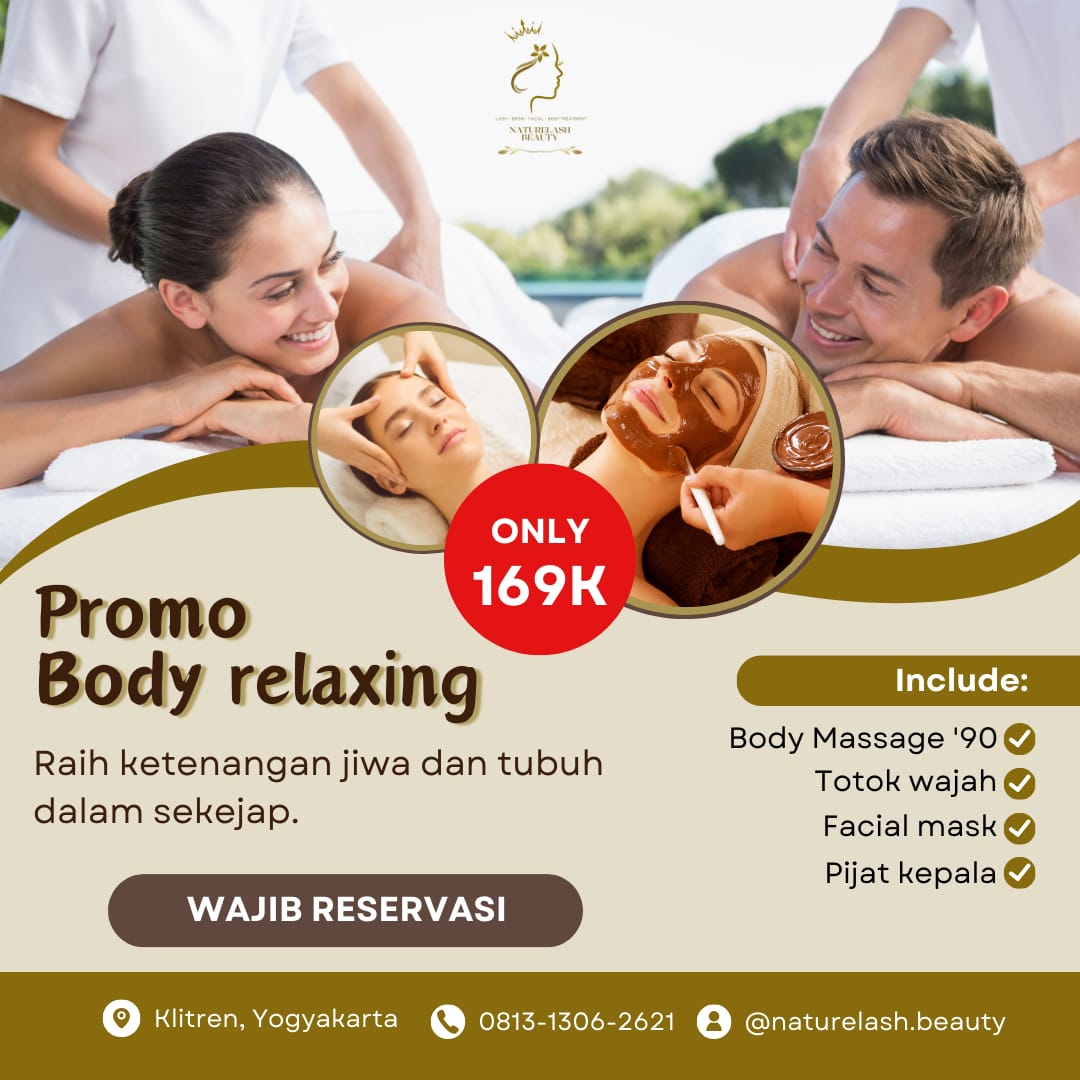 LASH · BROW · FACIAL · BODY TREATMENT
NATURELASH
BEAUTY
ONLY
169K
Promo
Body relaxing
Raih ketenangan jiwa dan tubuh
dalam sekejap.
WAJIB RESERVASI
Include:
Body Massage '90
Totok wajah
Facial mask
Pijat kepala
Klitren, Yogyakarta
0813-1306-2621
@naturelash.beauty